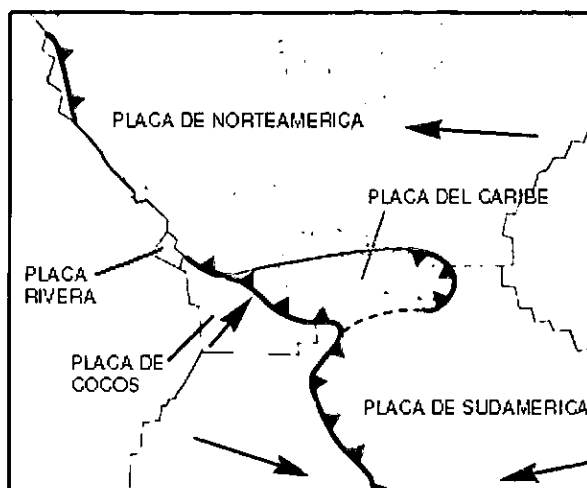 PLACA DE NORTEAMERICA
PLACA DEL CARIBE
PLACA
RIVERA
PLACA DE
COCOS
PLACA DE SUDAMERICA